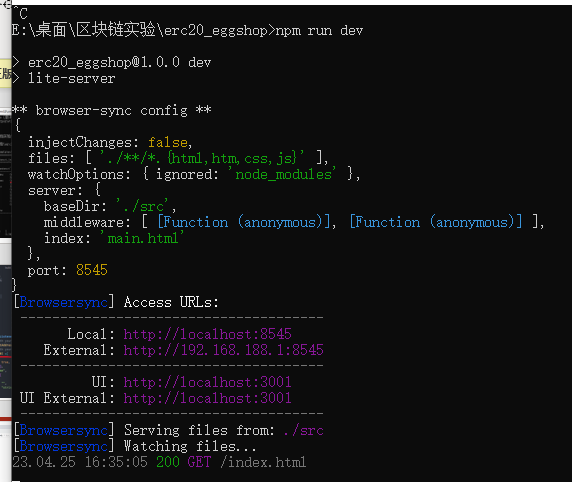 ^C
E:\桌面\区块链实验\erc20_eggshop>npm run dev
> erc20_eggshop@1.0.0 dev
> lite-server
** browser-sync config **
{
injectChanges: false,
files: [ './**/*.{html,htm,css,js}' ],
watchOptions: { ignored: 'node_modules' },
server: {
baseDir: './src',
middleware: [ [Function (anonymous)], [Function (anonymous)] ],
index: 'main.html'
},
port: 8545
}
[Browsersync] Access URLs:
--------------------------------------
Local: http://localhost:8545
External: http://192.168.188.1:8545
--------------------------------------
UI: http://localhost:3001
UI External: http://localhost:3001
--------------------------------------
[Browsersync] Serving files from: ./src
[Browsersync] Watching files...
23.04.25 16:35:05 200 GET /index.html